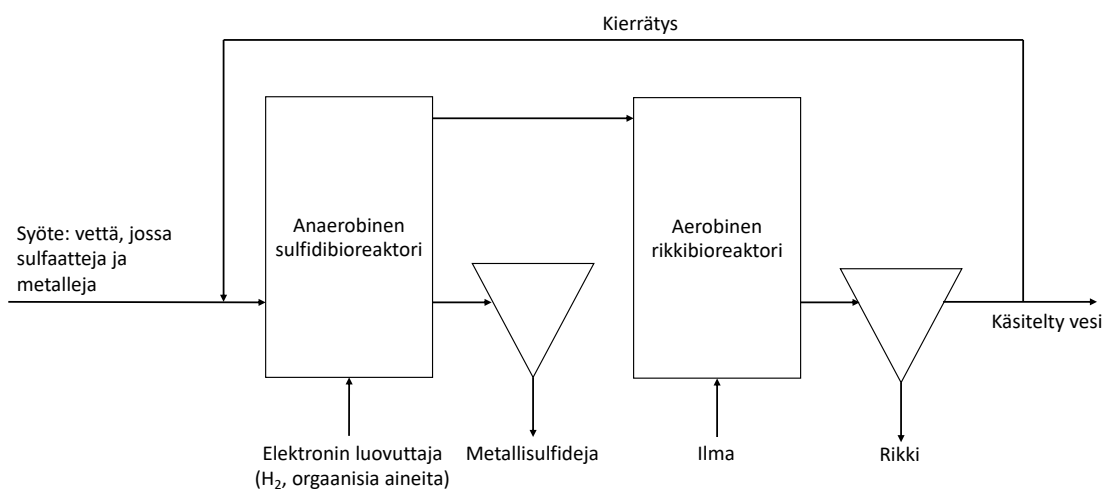 Kierrätys
Syöte: vettä, jossa
sulfaatteja ja
metalleja
Anaerobinen
sulfidibioreaktori
Aerobinen
rikkibioreaktori
Käsitelty vesi
Elektronin luovuttaja
(H₂, orgaanisia aineita)
Metallisulfideja
Ilma
Rikki